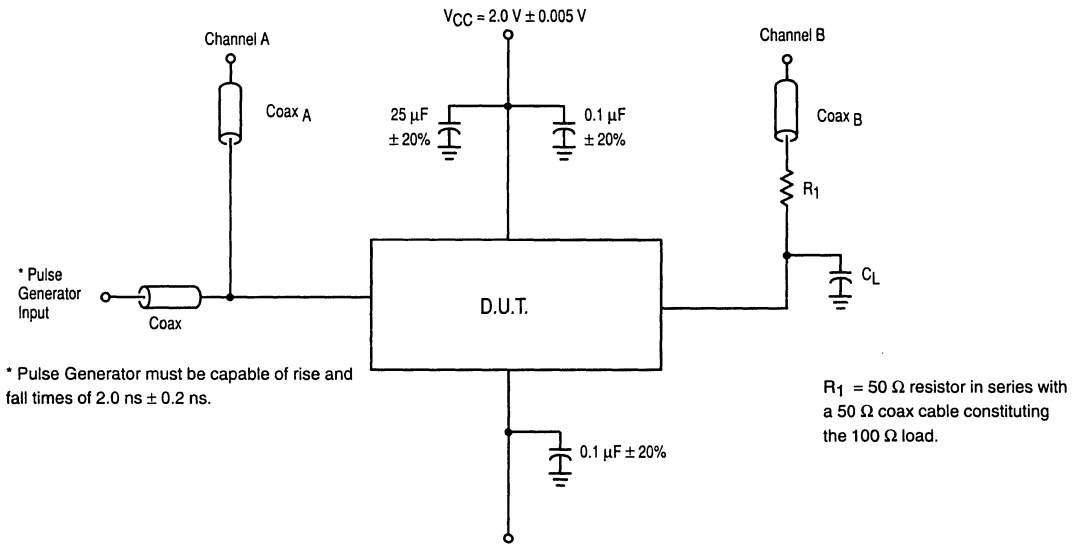 VCC = 2.0 V ± 0.005 V
Channel A
Channel B
Coax A
25 µF
± 20%
0.1 µF
± 20%
Coax B
R1
* Pulse
Generator
Input
Coax
D.U.T.
CL
* Pulse Generator must be capable of rise and
fall times of 2.0 ns ± 0.2 ns.
R1 = 50 Ω resistor in series with
a 50 Ω coax cable constituting
the 100 Ω load.
0.1 µF ± 20%